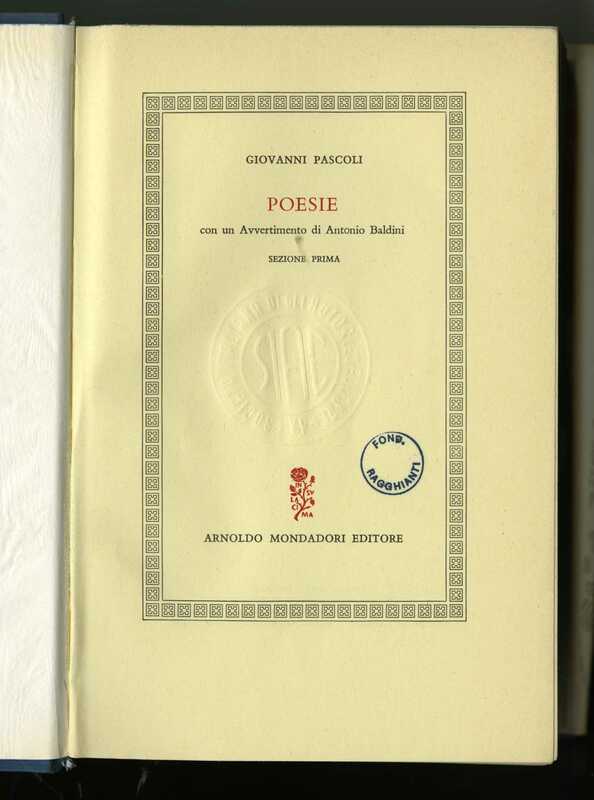 GIOVANNI PASCOLI
POESIE
con un Avvertimento di Antonio Baldini
SEZIONE PRIMA
FOND.
RAGGHIANTI
IN SU
LA CI
MA
ARNOLDO MONDADORI EDITORE